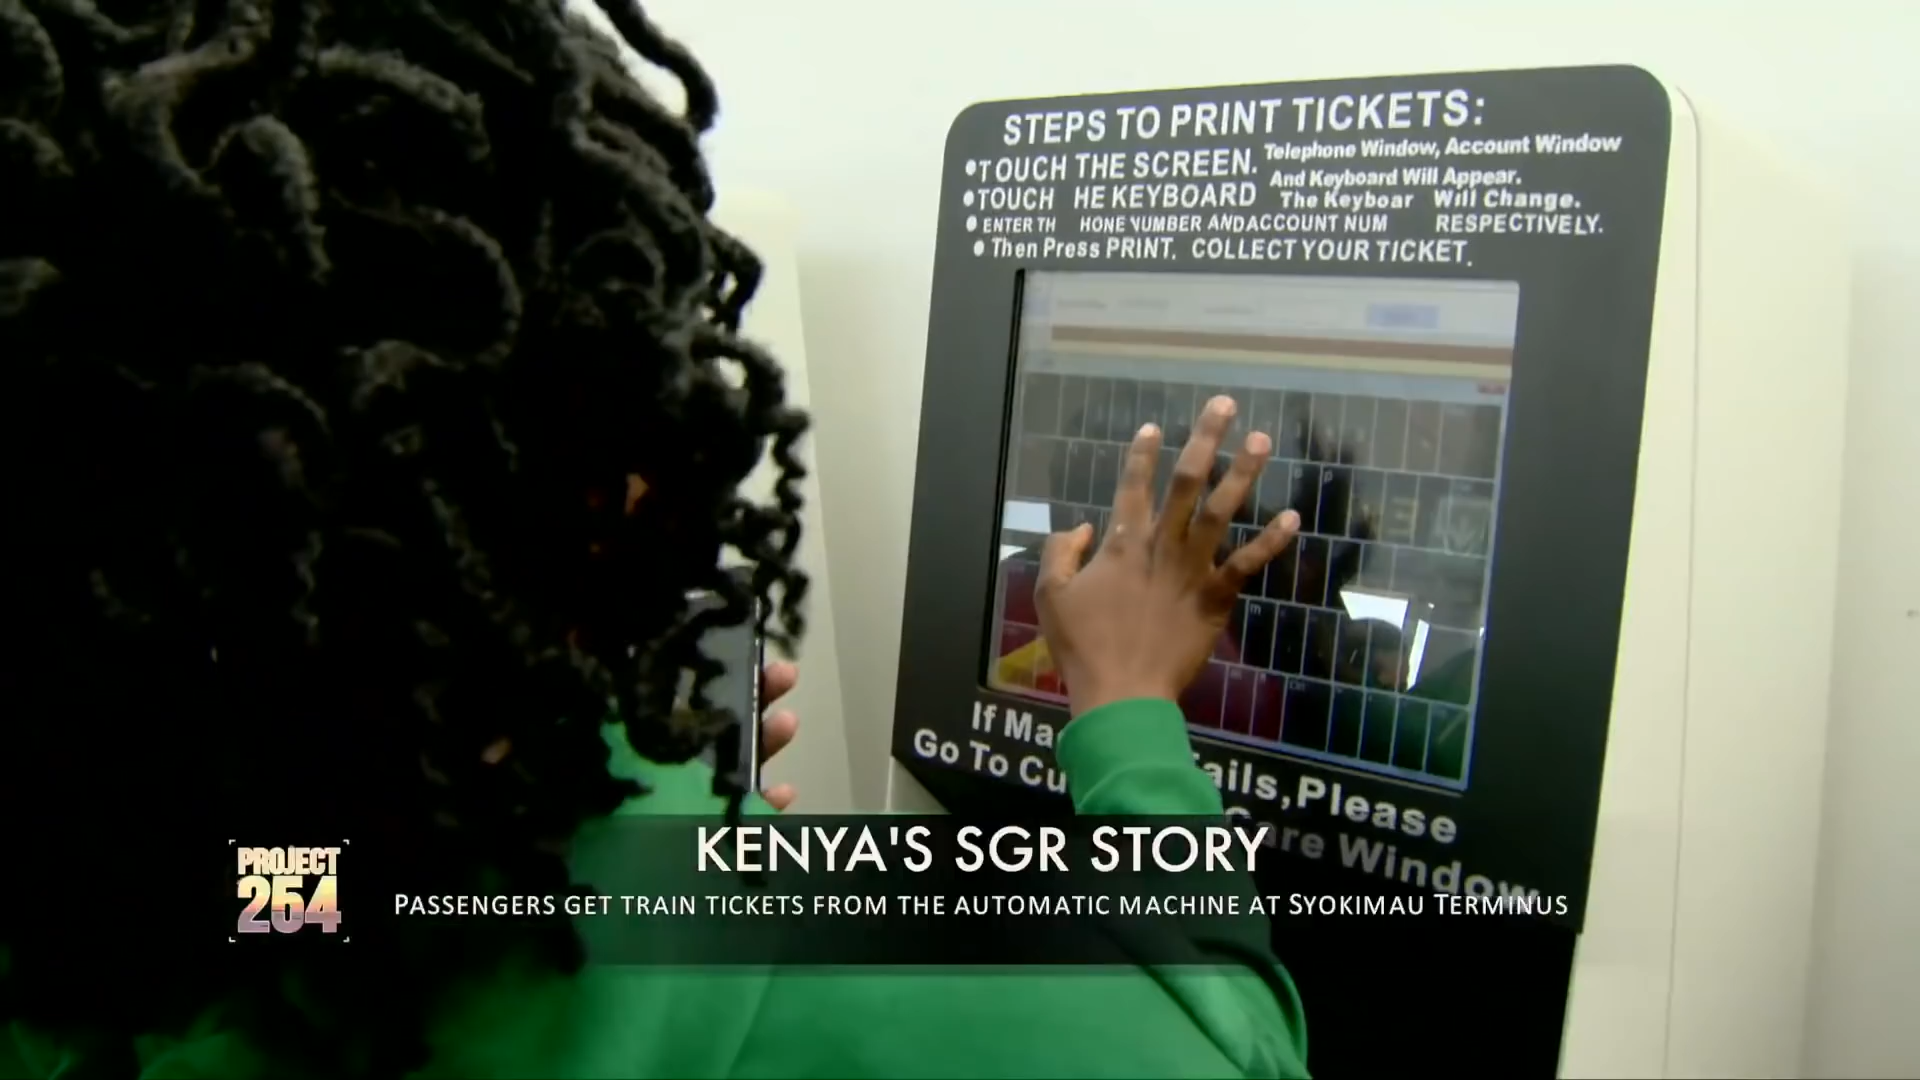 STEPS TO PRINT TICKETS:
TOUCH THE SCREEN. Telephone Window, Account Window
And Keyboard Will Appear.
TOUCH HE KEYBOARD The Keyboar Will Change.
ENTER TH HONE NUMBER AND ACCOUNT NUM RESPECTIVELY.
Then Press PRINT. COLLECT YOUR TICKET.
If Ma ails, Please
Go To Cu Care Window
KENYA'S SGR STORY
PROJECT
254
PASSENGERS GET TRAIN TICKETS FROM THE AUTOMATIC MACHINE AT SYOKIMAU TERMINUS